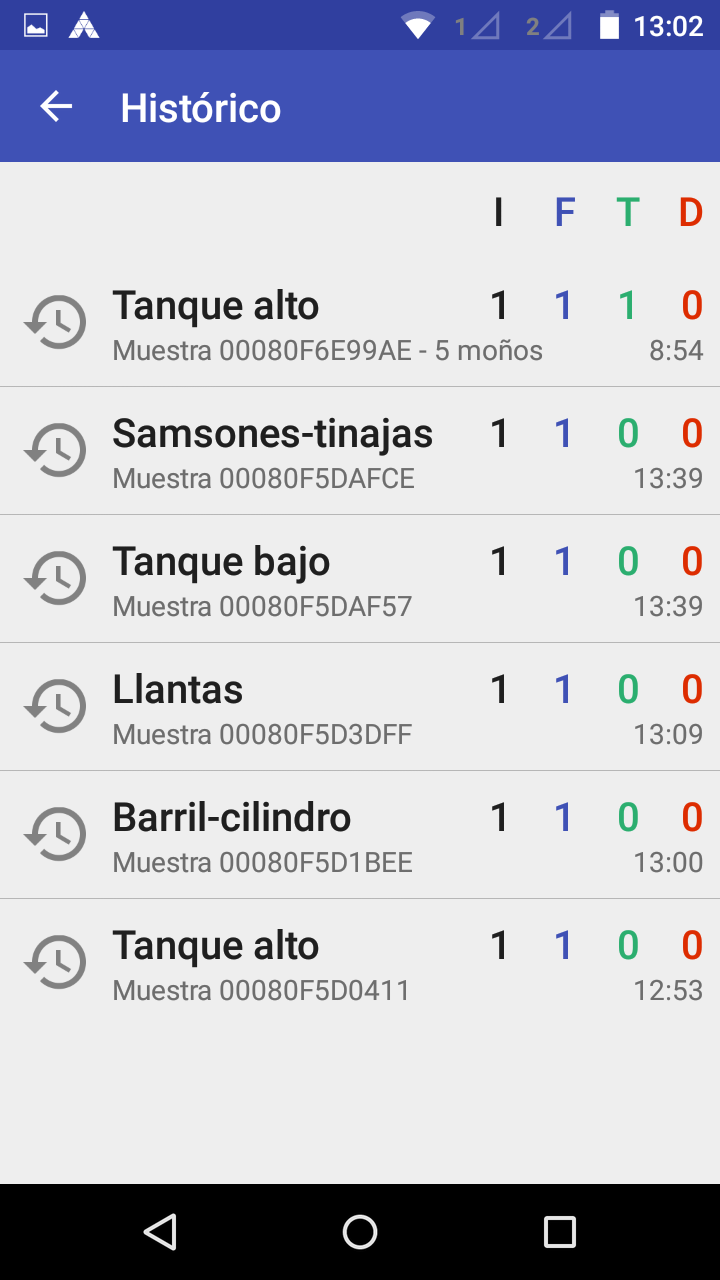 1 2 13:02
Histórico
I F T D
Tanque alto 1 1 1 0
Muestra 00080F6E99AE - 5 moños 8:54
Samsones-tinajas 1 1 0 0
Muestra 00080F5DAFCE 13:39
Tanque bajo 1 1 0 0
Muestra 00080F5DAF57 13:39
Llantas 1 1 0 0
Muestra 00080F5D3DFF 13:09
Barril-cilindro 1 1 0 0
Muestra 00080F5D1BEE 13:00
Tanque alto 1 1 0 0
Muestra 00080F5D0411 12:53